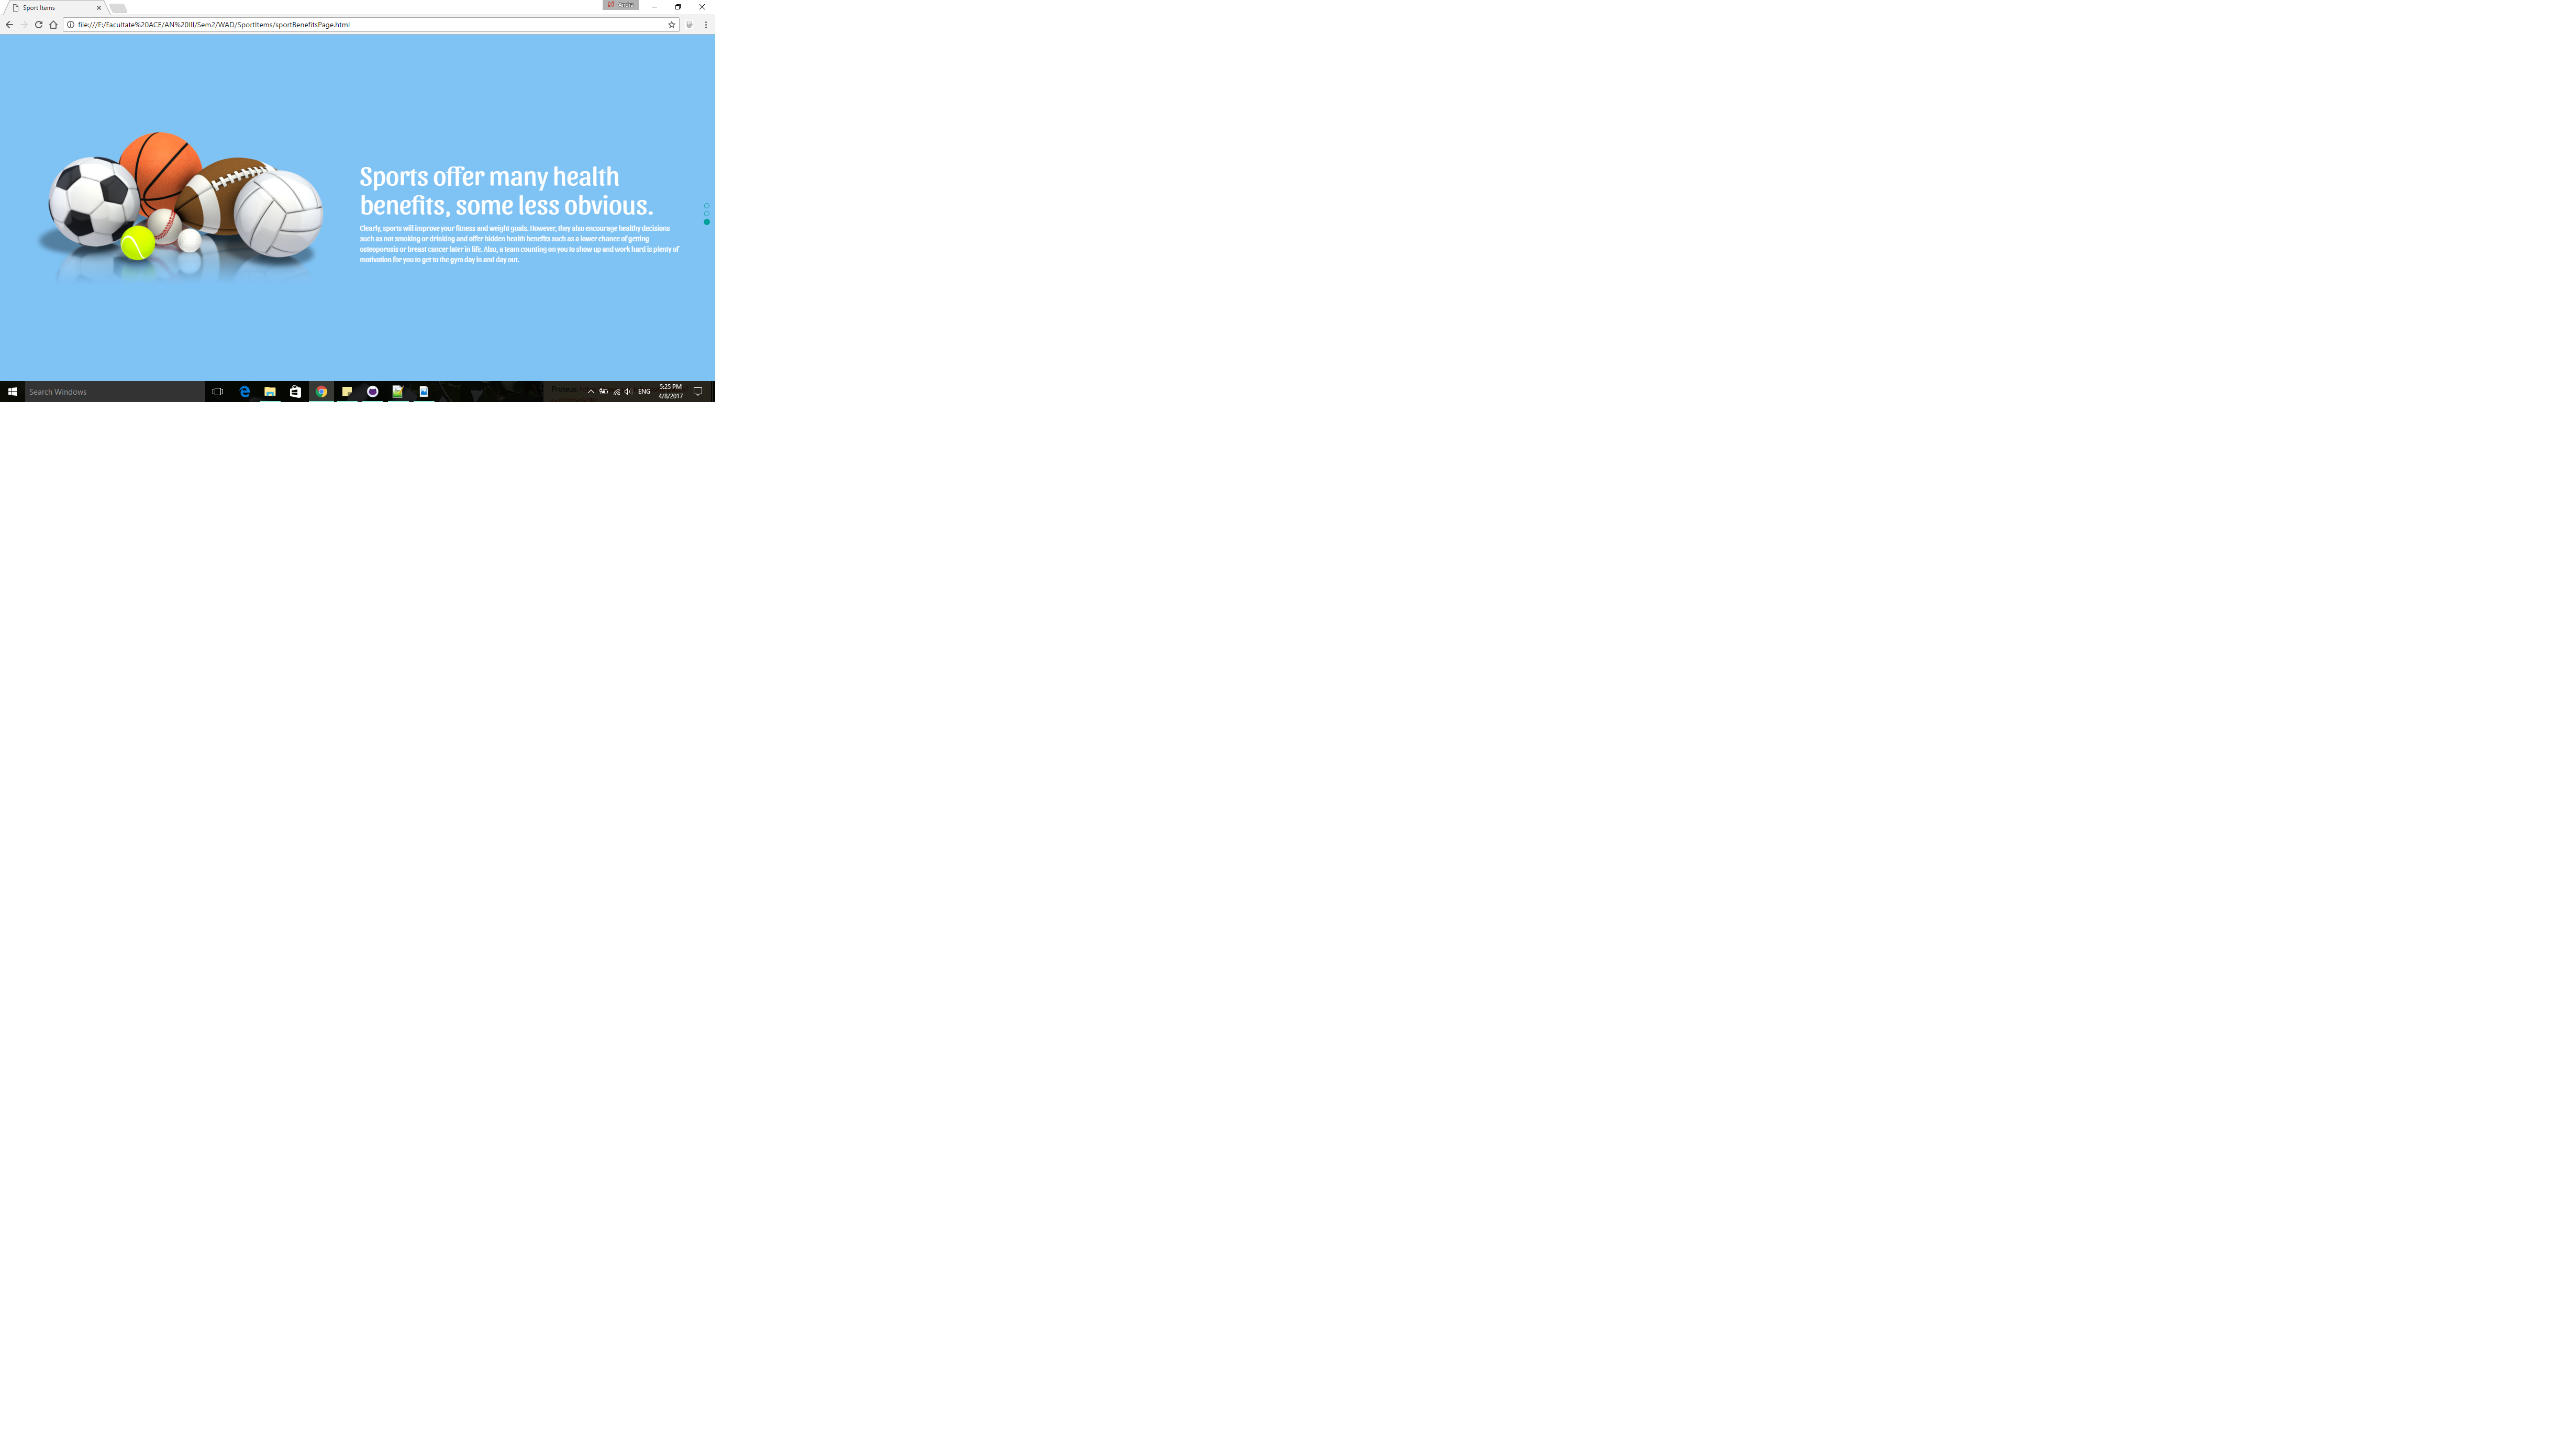 Sport Items
file:///F:/Facultate%20ACE/AN%20III/Sem2/WAD/SportItems/sportBenefitsPage.html
Sports offer many health
benefits, some less obvious.
Clearly, sports will improve your fitness and weight goals. However, they also encourage healthy decisions
such as not smoking or drinking and offer hidden health benefits such as a lower chance of getting
osteoporosis or breast cancer later in life. Also, a team counting on you to show up and work hard is plenty of
motivation for you to get to the gym day in and day out.
Search Windows
ENG
5:25 PM
4/8/2017